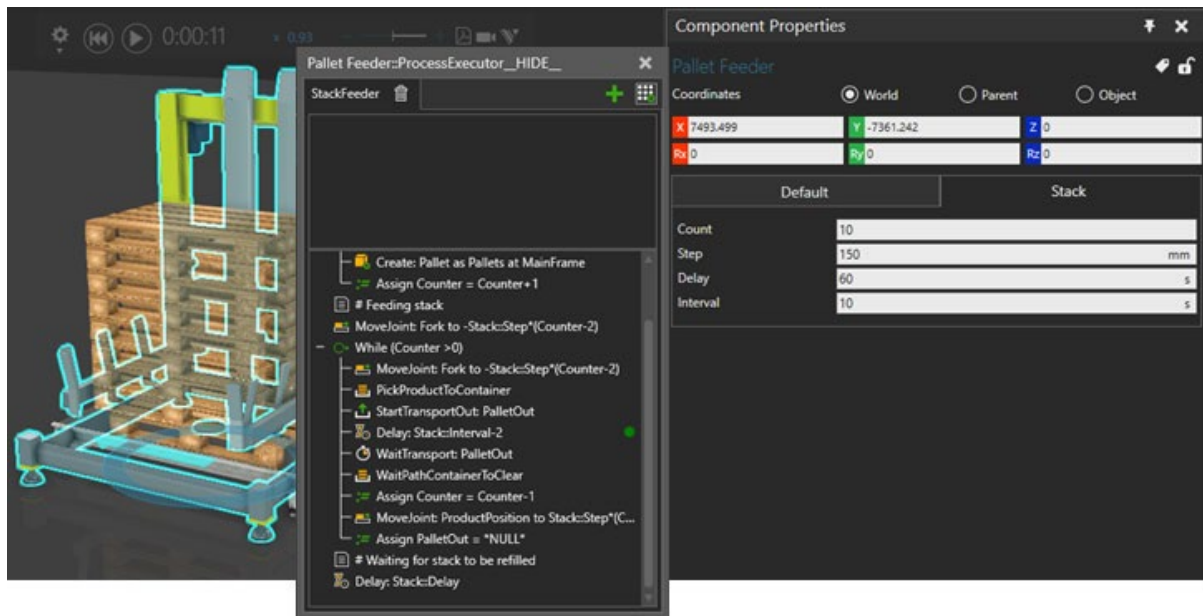 0:00:11
x 0.93
Pallet Feeder::ProcessExecutor__HIDE__
StackFeeder
Create: Pallet as Pallets at MainFrame
Assign Counter = Counter+1
# Feeding stack
MoveJoint: Fork to -Stack::Step*(Counter-2)
While (Counter >0)
MoveJoint: Fork to -Stack::Step*(Counter-2)
PickProductToContainer
StartTransportOut: PalletOut
Delay: Stack::Interval-2
WaitTransport: PalletOut
WaitPathContainerToClear
Assign Counter = Counter-1
MoveJoint: ProductPosition to Stack::Step*(C...
Assign PalletOut = *NULL*
# Waiting for stack to be refilled
Delay: Stack::Delay
Component Properties
Pallet Feeder
Coordinates World Parent Object
X 7493.499 Y -7361.242 Z 0
Rx 0 Ry 0 Rz 0
Default Stack
Count 10
Step 150 mm
Delay 60 s
Interval 10 s